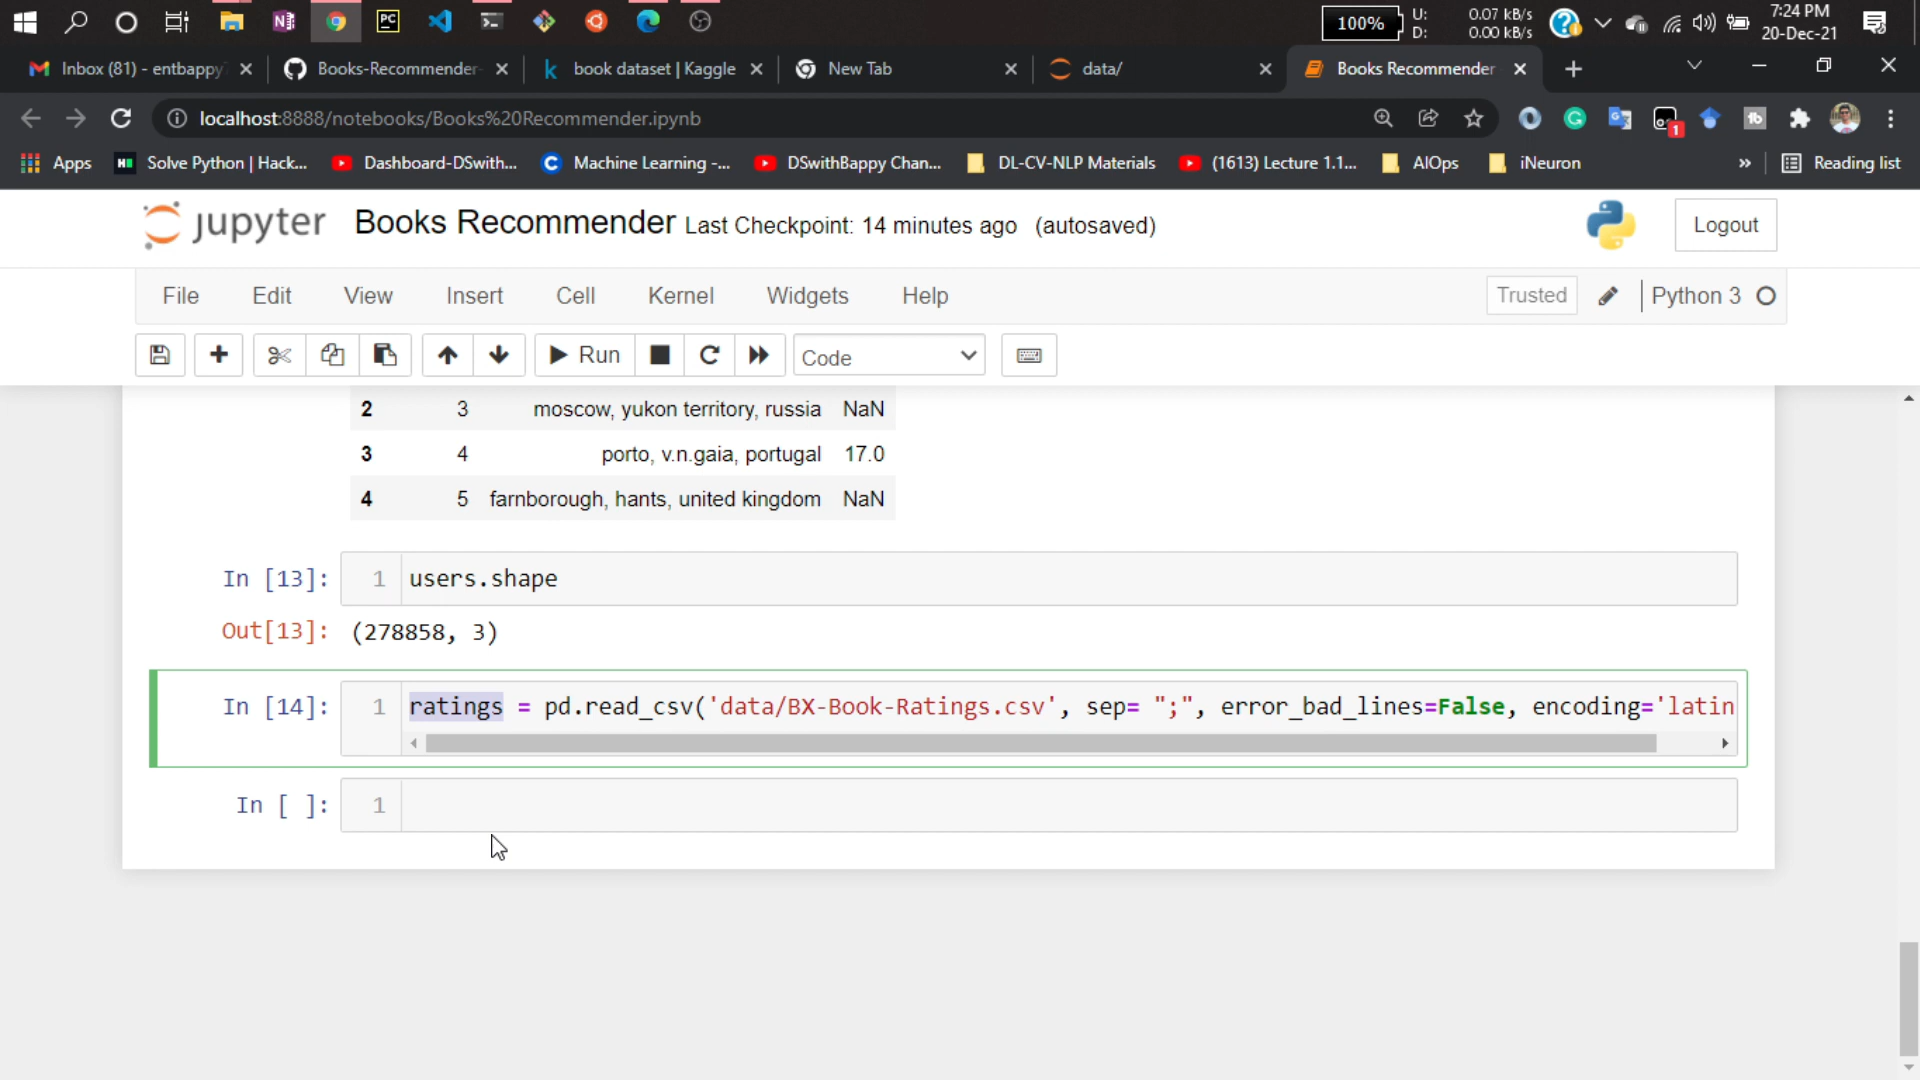 100%
U: 0.07 kB/s
D: 0.00 kB/s
7:24 PM
20-Dec-21
Inbox (81) - entbappy
Books-Recommender-
book dataset | Kaggle
New Tab
data/
Books Recommender
localhost:8888/notebooks/Books%20Recommender.ipynb
1
Apps
Solve Python | Hack...
Dashboard-DSwith...
Machine Learning -...
DSwithBappy Chan...
DL-CV-NLP Materials
(1613) Lecture 1.1...
AIOps
iNeuron
»
Reading list
jupyter
Books Recommender Last Checkpoint: 14 minutes ago (autosaved)
Logout
File Edit View Insert Cell Kernel Widgets Help
Trusted
Python 3
Run
Code
2 3 moscow, yukon territory, russia NaN
3 4 porto, v.n.gaia, portugal 17.0
4 5 farnborough, hants, united kingdom NaN
In [13]: 1 users.shape
Out[13]: (278858, 3)
In [14]: 1 ratings = pd.read_csv('data/BX-Book-Ratings.csv', sep= ";", error_bad_lines=False, encoding='latin
In [ ]: 1